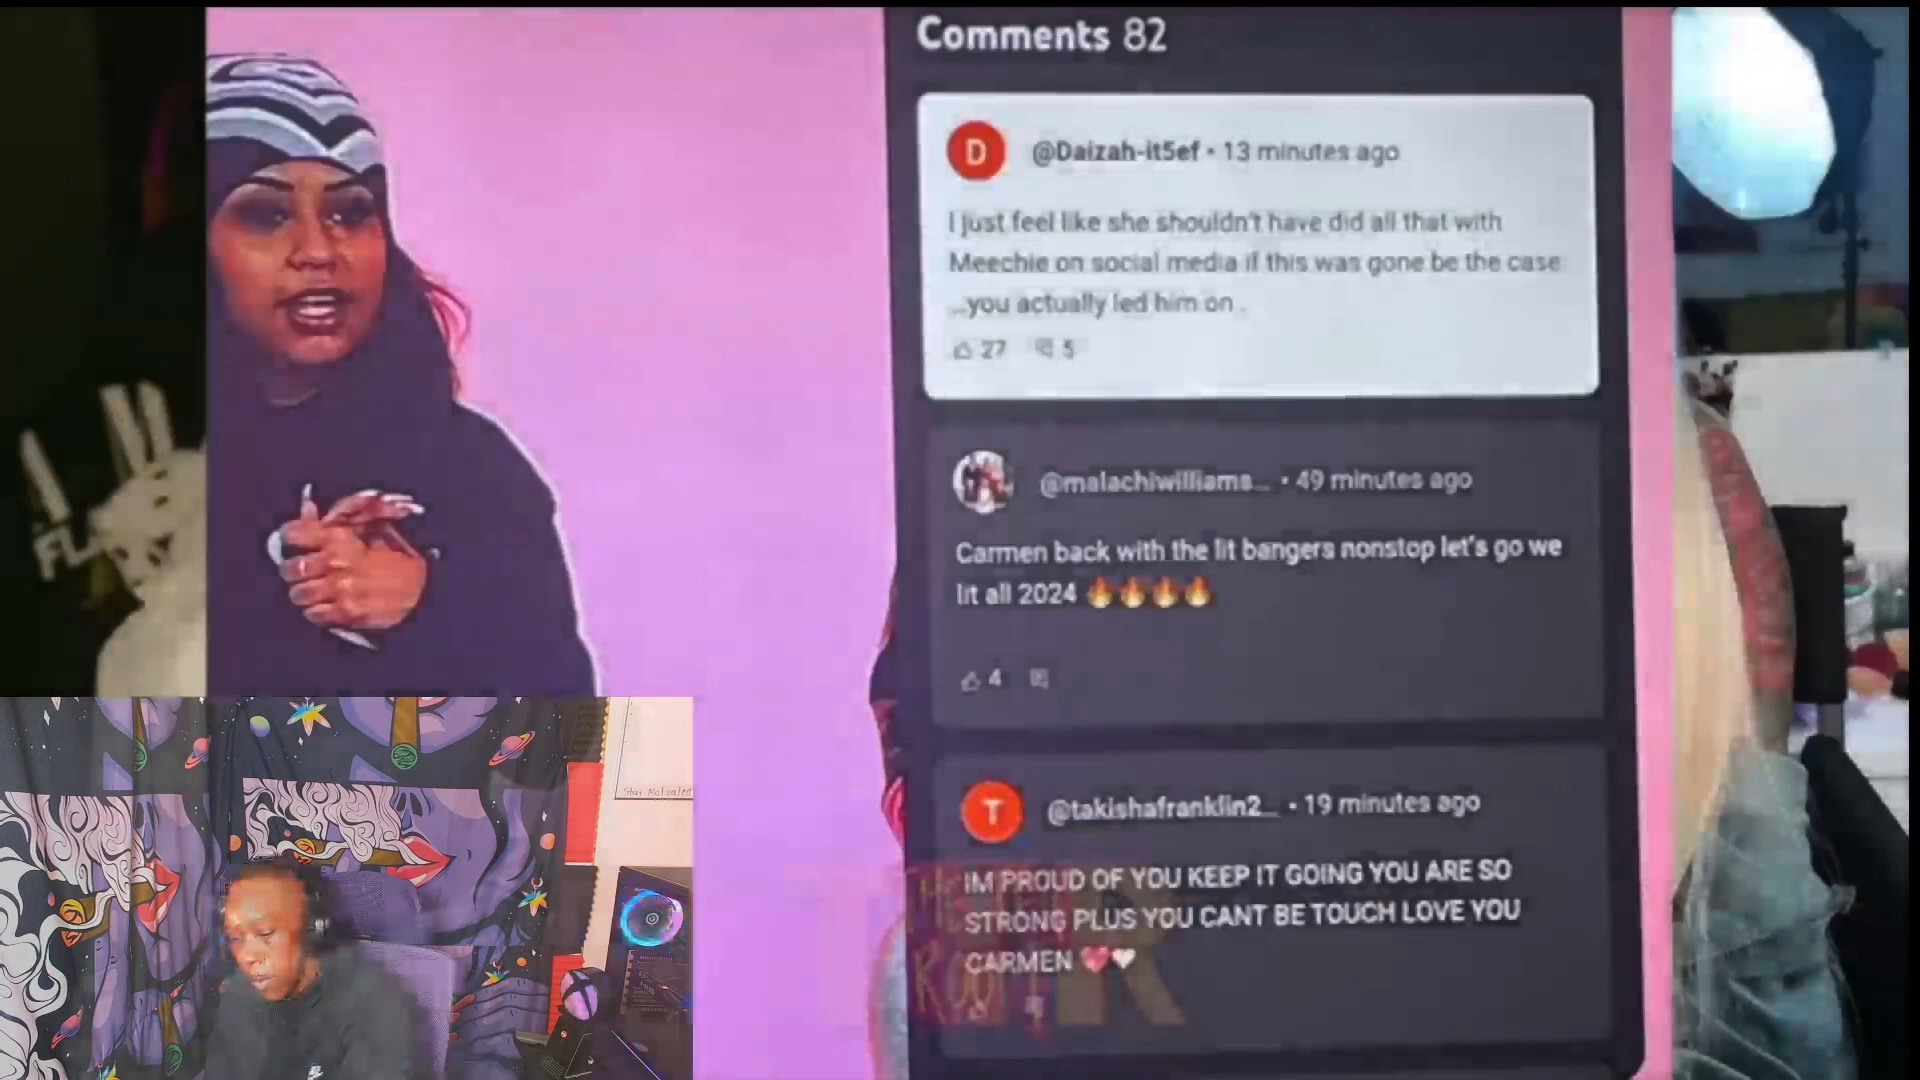 Comments 82
D
@Daizah-it5ef • 13 minutes ago
I just feel like she shouldn't have did all that with
Meechie on social media if this was gone be the case
...you actually led him on .
27 5
@malachiwilliams... • 49 minutes ago
Carmen back with the lit bangers nonstop let's go we
lit all 2024 🔥🔥🔥🔥
4
T
@takishafranklin2... • 19 minutes ago
IM PROUD OF YOU KEEP IT GOING YOU ARE SO
STRONG PLUS YOU CANT BE TOUCH LOVE YOU
CARMEN 💖🤍
Stay Motivated